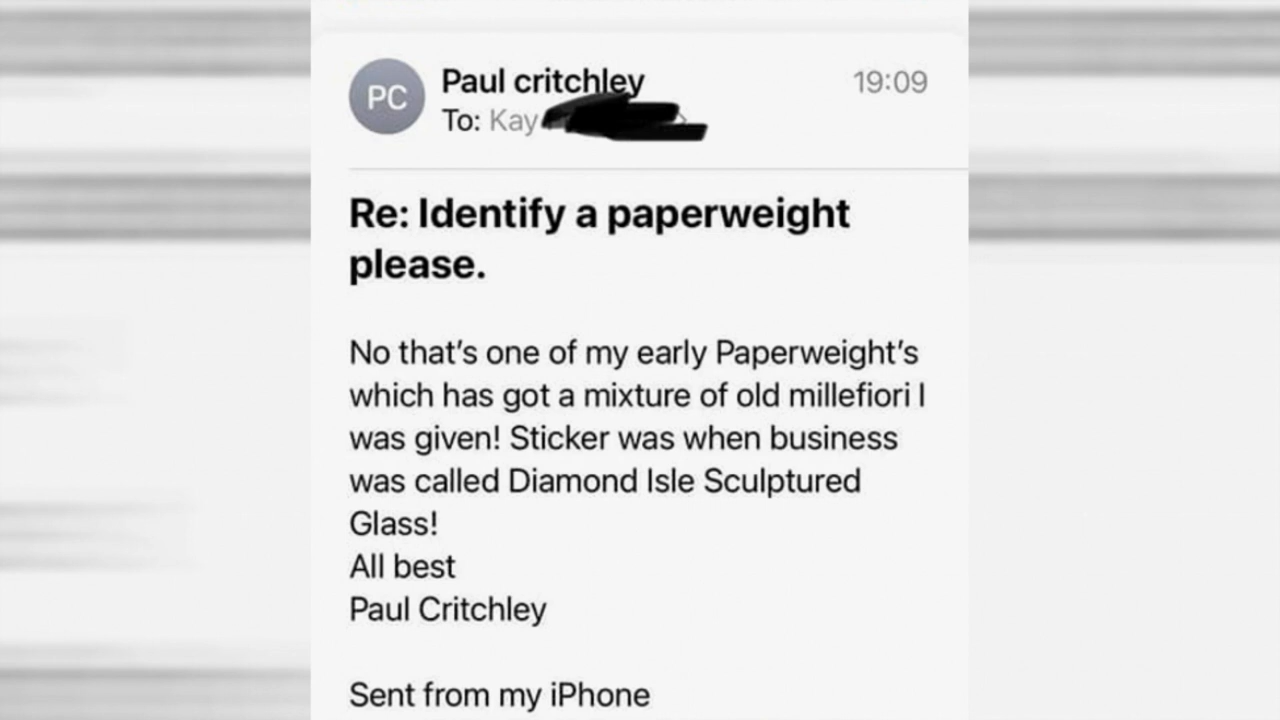 PC
Paul critchley
19:09
To: Kay
Re: Identify a paperweight
please.
No that's one of my early Paperweight's
which has got a mixture of old millefiori I
was given! Sticker was when business
was called Diamond Isle Sculptured
Glass!
All best
Paul Critchley
Sent from my iPhone